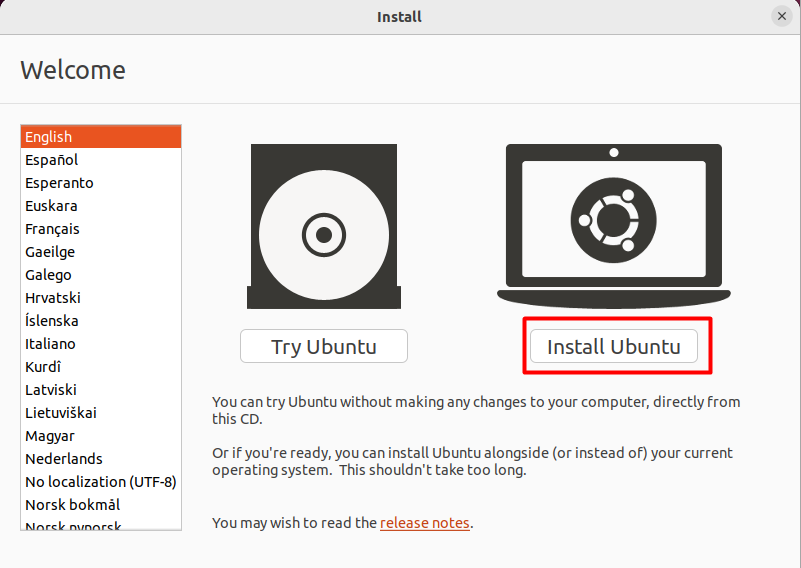 Install
Welcome
English
Español
Esperanto
Euskara
Français
Gaeilge
Galego
Hrvatski
Íslenska
Italiano
Kurdî
Latviski
Lietuviškai
Magyar
Nederlands
No localization (UTF-8)
Norsk bokmål
Norsk nynorsk
Try Ubuntu
Install Ubuntu
You can try Ubuntu without making any changes to your computer, directly from
this CD.
Or if you're ready, you can install Ubuntu alongside (or instead of) your current
operating system. This shouldn't take too long.
You may wish to read the release notes.